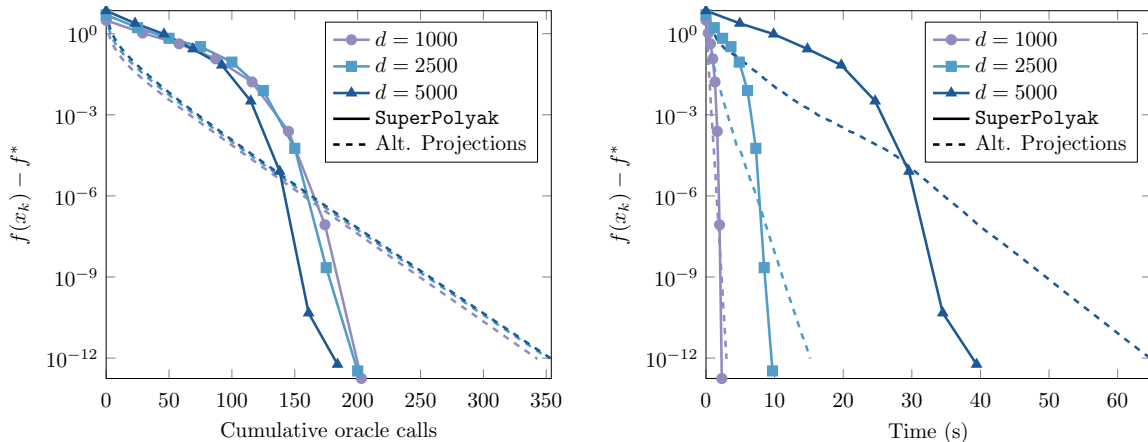 10^0
10^−3
10^−6
10^−9
10^−12
f(x_k) − f*
0 50 100 150 200 250 300 350
Cumulative oracle calls
d = 1000
d = 2500
d = 5000
SuperPolyak
Alt. Projections
10^0
10^−3
10^−6
10^−9
10^−12
f(x_k) − f*
0 10 20 30 40 50 60
Time (s)
d = 1000
d = 2500
d = 5000
SuperPolyak
Alt. Projections